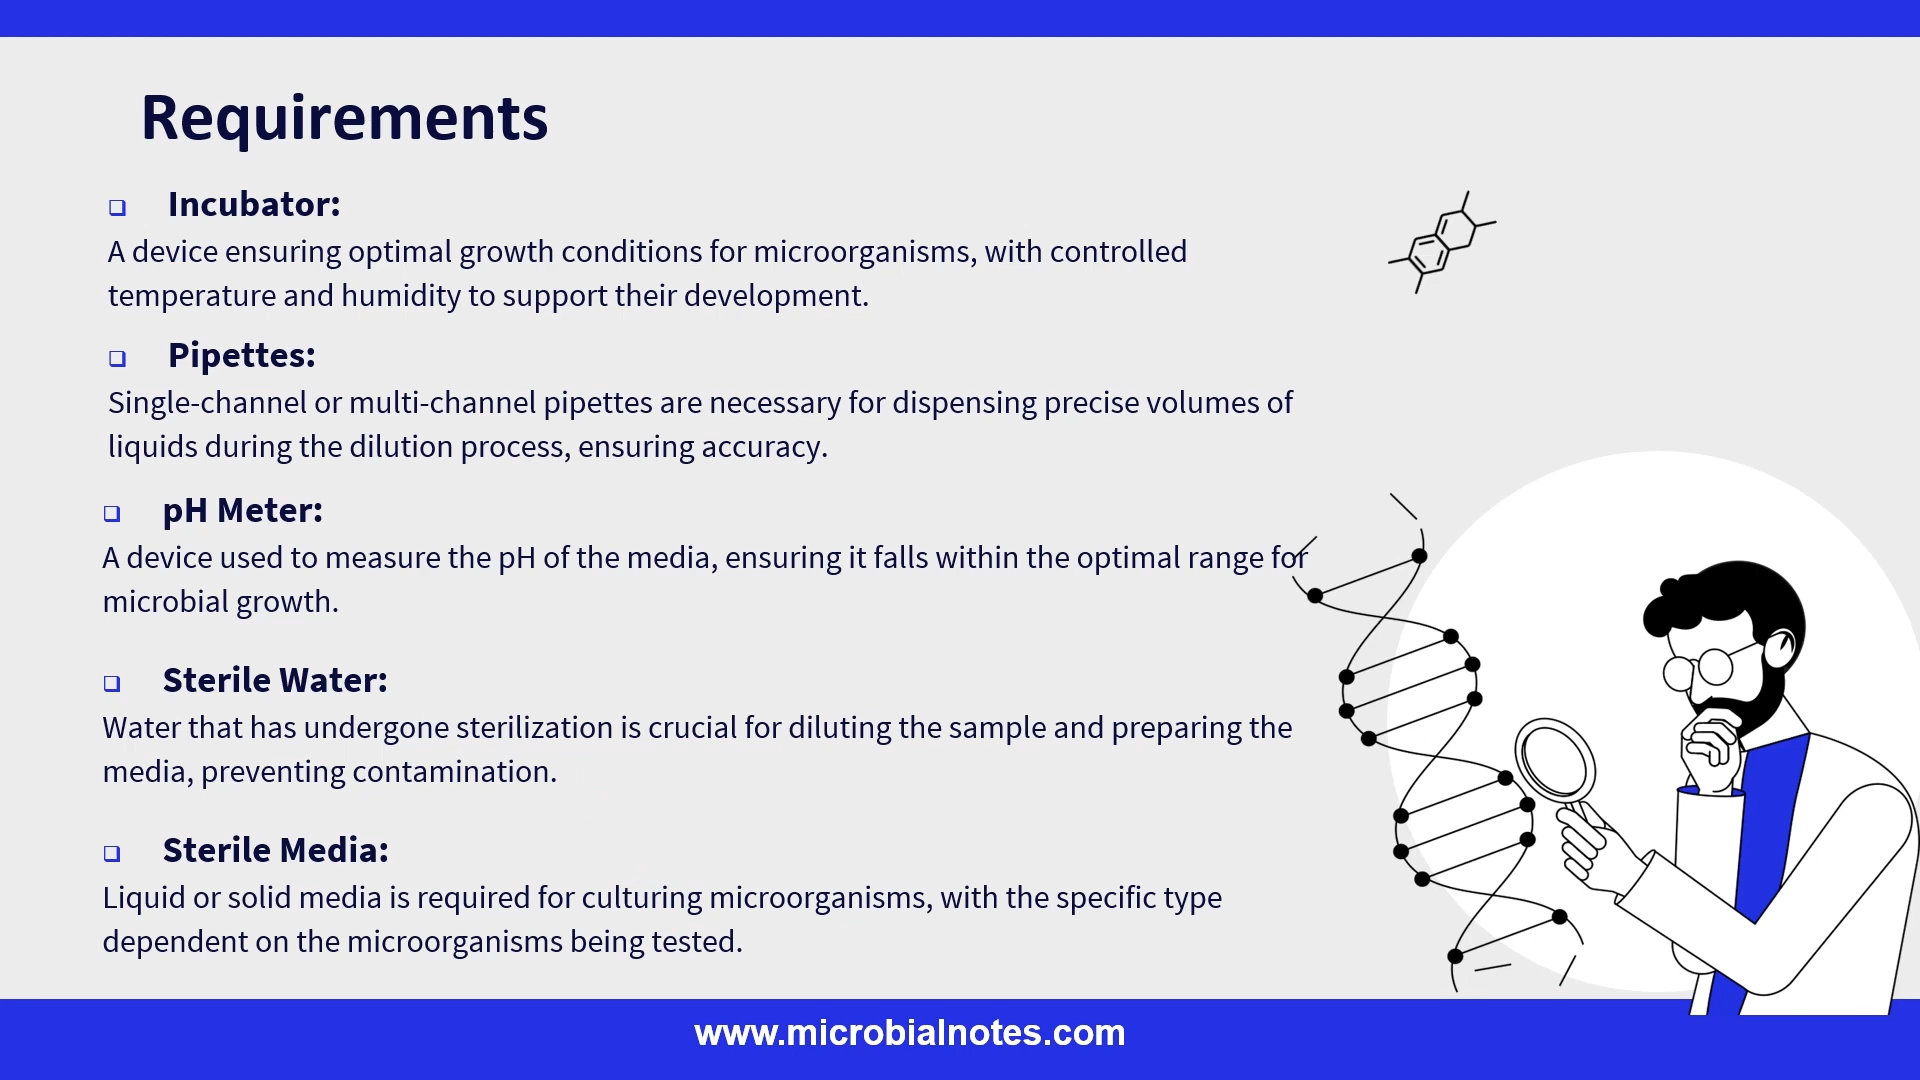 Requirements
❑ Incubator:
A device ensuring optimal growth conditions for microorganisms, with controlled
temperature and humidity to support their development.
❑ Pipettes:
Single-channel or multi-channel pipettes are necessary for dispensing precise volumes of
liquids during the dilution process, ensuring accuracy.
❑ pH Meter:
A device used to measure the pH of the media, ensuring it falls within the optimal range for
microbial growth.
❑ Sterile Water:
Water that has undergone sterilization is crucial for diluting the sample and preparing the
media, preventing contamination.
❑ Sterile Media:
Liquid or solid media is required for culturing microorganisms, with the specific type
dependent on the microorganisms being tested.
www.microbialnotes.com